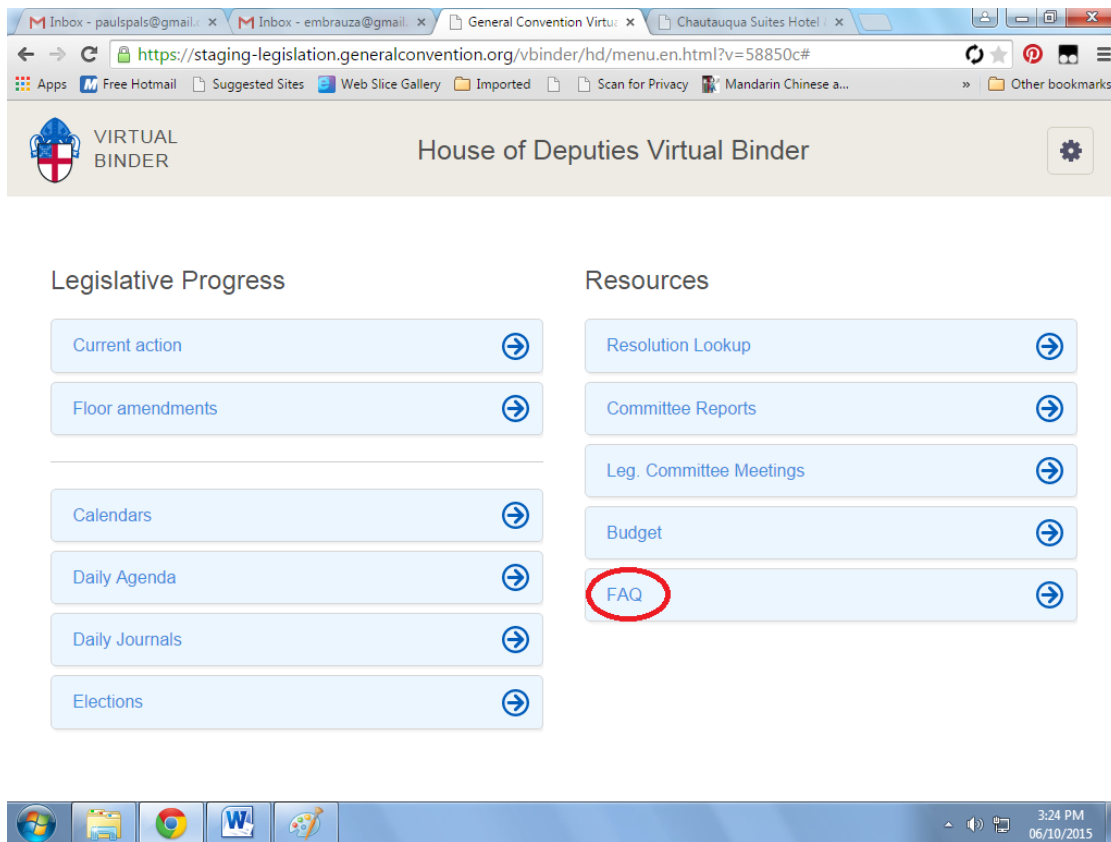 Inbox - paulspals@gmail.c
Inbox - embrauza@gmail.
General Convention Virtua
Chautauqua Suites Hotel
https://staging-legislation.generalconvention.org/vbinder/hd/menu.en.html?v=58850c#
Apps
Free Hotmail
Suggested Sites
Web Slice Gallery
Imported
Scan for Privacy
Mandarin Chinese a...
»
Other bookmarks
VIRTUAL
BINDER
House of Deputies Virtual Binder
Legislative Progress
Current action
Floor amendments
Calendars
Daily Agenda
Daily Journals
Elections
Resources
Resolution Lookup
Committee Reports
Leg. Committee Meetings
Budget
FAQ
3:24 PM
06/10/2015